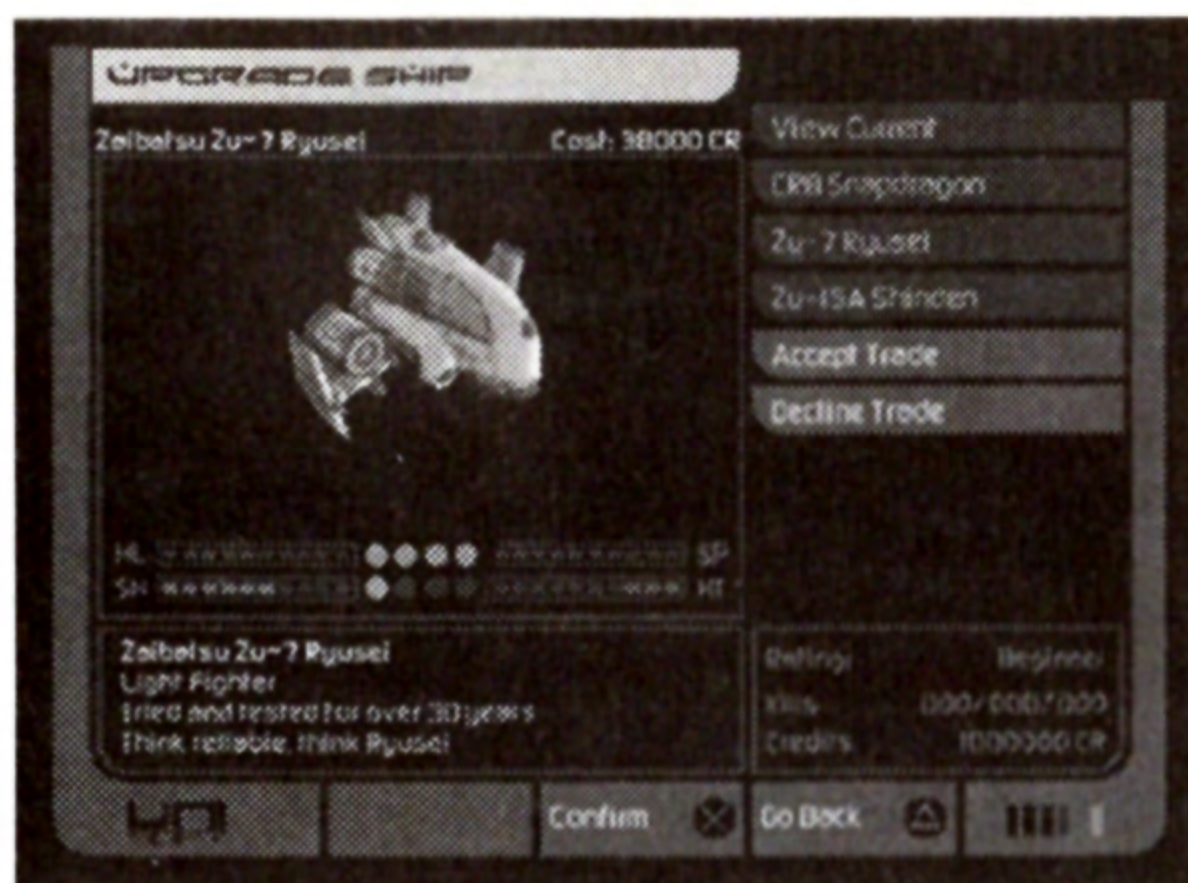 UPGRADE SHIP
Zaibatsu Zu-7 Ryusei Cost: 38000 CR
View Current
Snapdragon
Zu-7 Ryusei
Zu-15A Shinden
Accept Trade
Decline Trade
HL SP
SN HT
Zaibatsu Zu-7 Ryusei
Light Fighter
Tried and tested for over 30 years
Think reliable, think Ryusei
Rating: Beginner
Kills 000/000/000
Credits 1000000 CR
Confirm Go Back